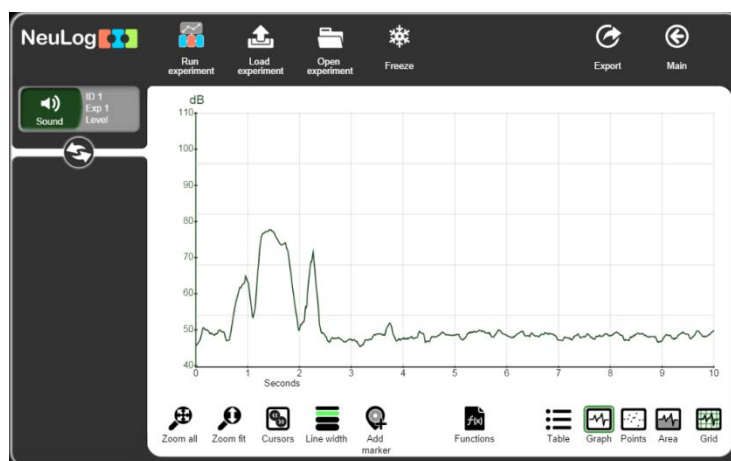 NeuLog
Run
experiment
Load
experiment
Open
experiment
Freeze
Export
Main
Sound
ID 1
Exp 1
Level
dB
110
100
90
80
70
60
50
40
0 1 2 3 4 5 6 7 8 9 10
Seconds
Zoom all
Zoom fit
Cursors
Line width
Add
marker
f(x)
Functions
Table
Graph
Points
Area
Grid